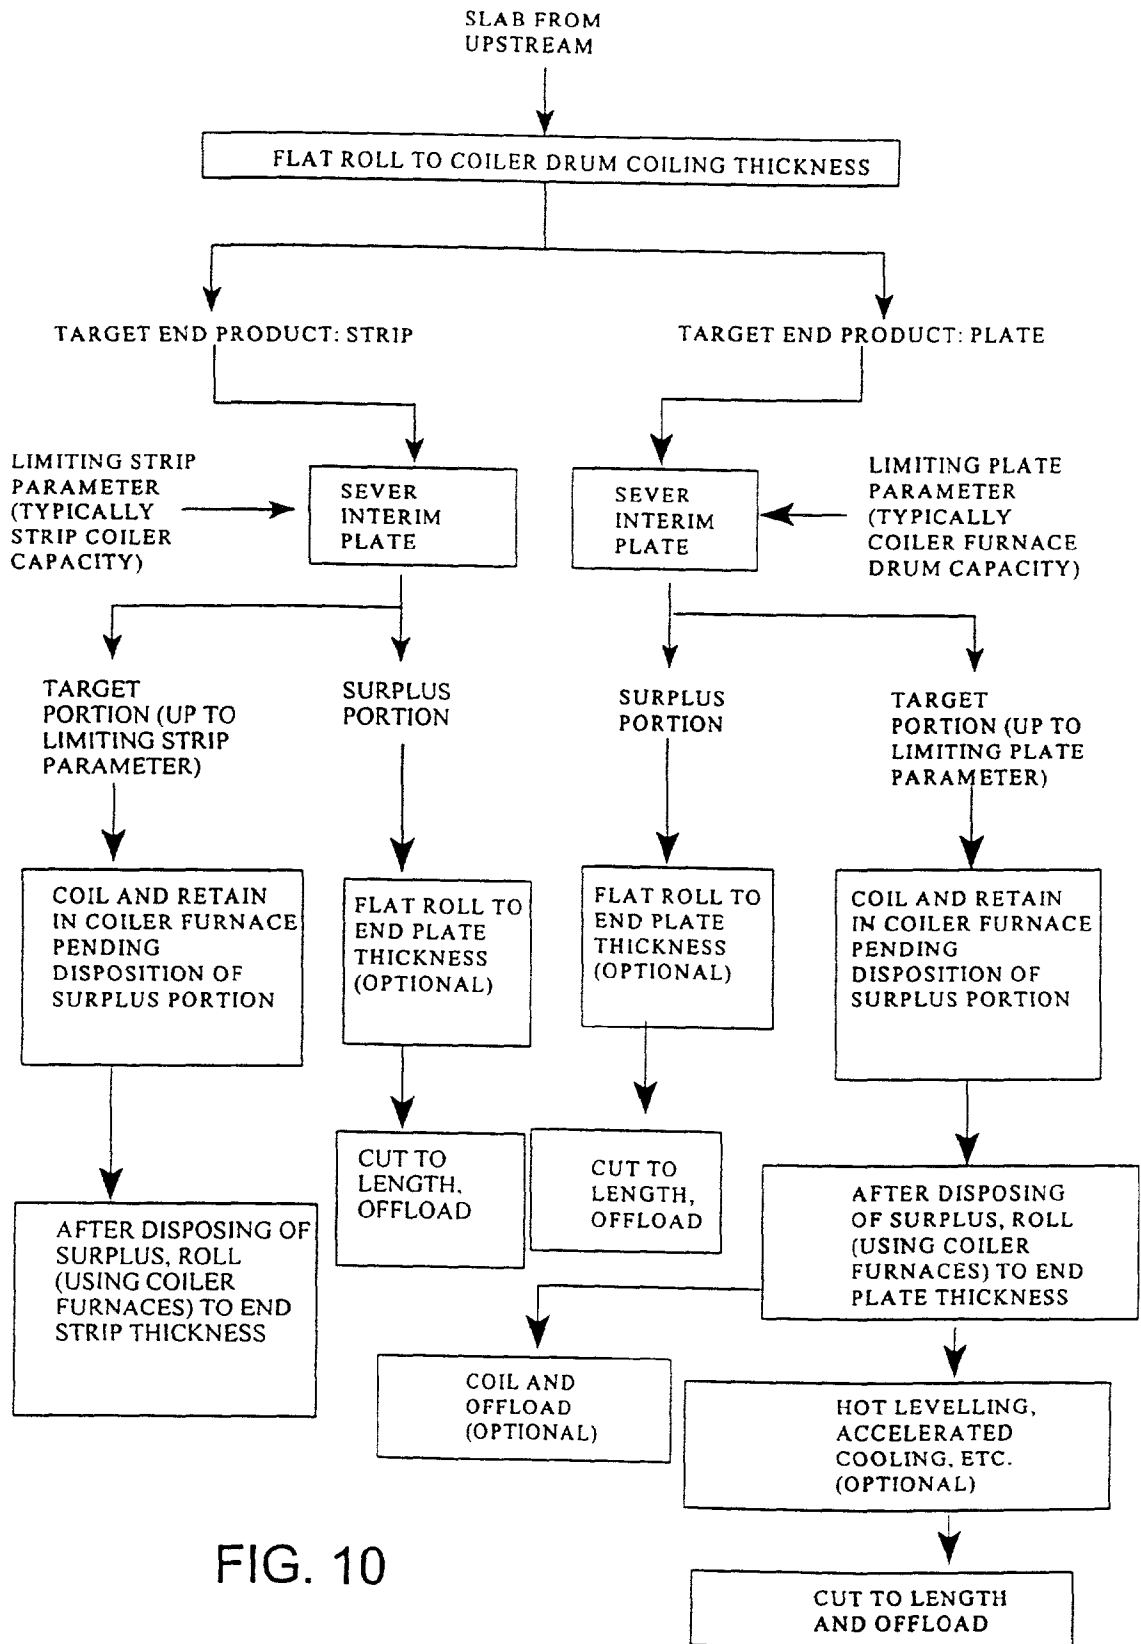 SLAB FROM
UPSTREAM
FLAT ROLL TO COILER DRUM COILING THICKNESS
TARGET END PRODUCT: STRIP
TARGET END PRODUCT: PLATE
LIMITING STRIP
PARAMETER
(TYPICALLY
STRIP COILER
CAPACITY)
SEVER
INTERIM
PLATE
SEVER
INTERIM
PLATE
LIMITING PLATE
PARAMETER
(TYPICALLY
COILER FURNACE
DRUM CAPACITY)
TARGET
PORTION (UP TO
LIMITING STRIP
PARAMETER)
SURPLUS
PORTION
SURPLUS
PORTION
TARGET
PORTION (UP TO
LIMITING PLATE
PARAMETER)
COIL AND RETAIN
IN COILER FURNACE
PENDING
DISPOSITION OF
SURPLUS PORTION
FLAT ROLL TO
END PLATE
THICKNESS
(OPTIONAL)
FLAT ROLL TO
END PLATE
THICKNESS
(OPTIONAL)
COIL AND RETAIN
IN COILER FURNACE
PENDING
DISPOSITION OF
SURPLUS PORTION
AFTER DISPOSING OF
SURPLUS, ROLL
(USING COILER
FURNACES) TO END
STRIP THICKNESS
CUT TO
LENGTH,
OFFLOAD
CUT TO
LENGTH,
OFFLOAD
AFTER DISPOSING
OF SURPLUS, ROLL
(USING COILER
FURNACES) TO END
PLATE THICKNESS
COIL AND
OFFLOAD
(OPTIONAL)
HOT LEVELLING,
ACCELERATED
COOLING, ETC.
(OPTIONAL)
CUT TO LENGTH
AND OFFLOAD
FIG. 10